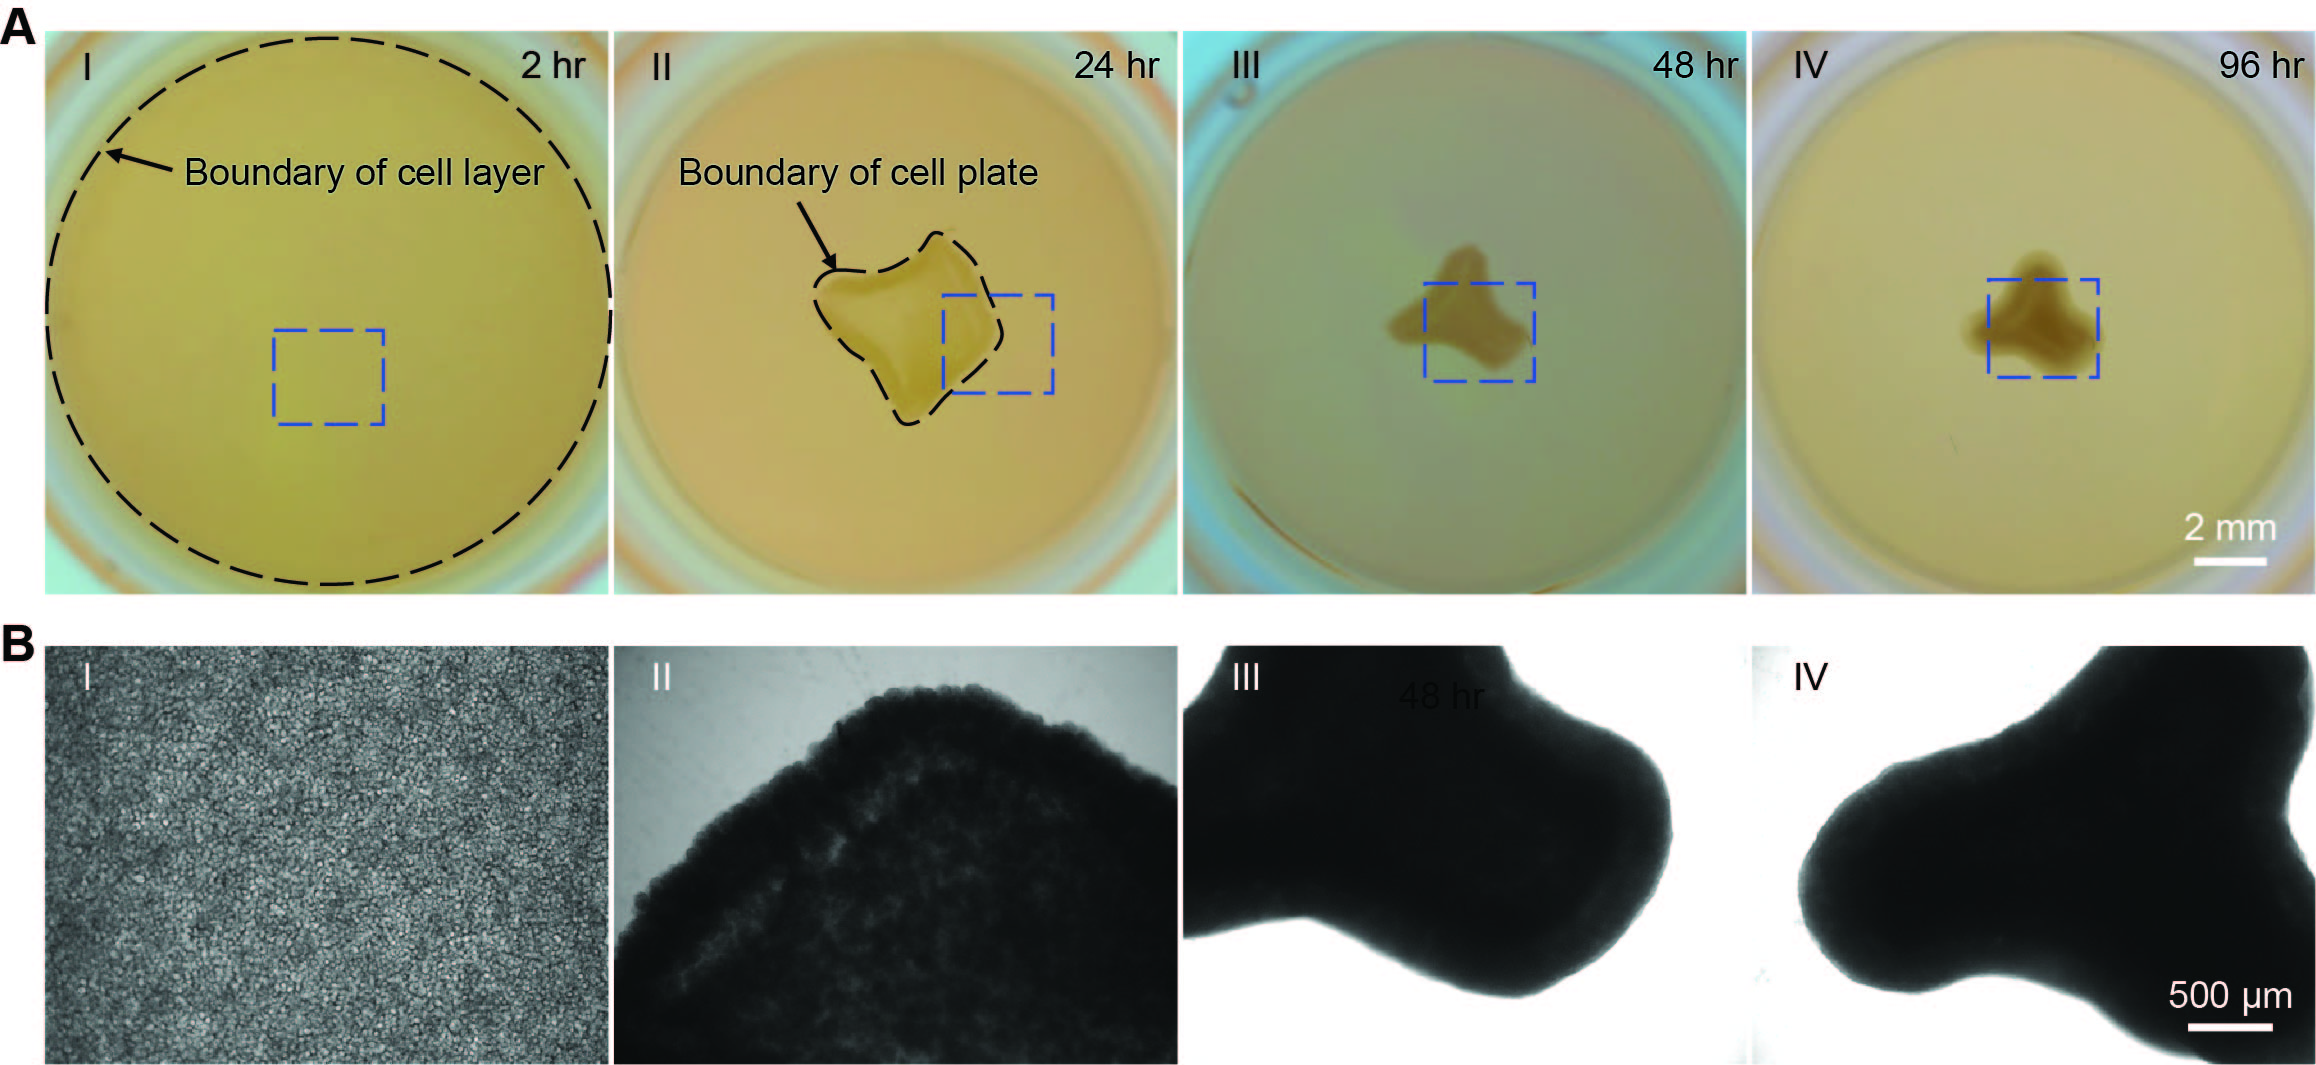 A
I
2 hr
Boundary of cell layer
II
24 hr
Boundary of cell plate
III
48 hr
IV
96 hr
2 mm
B
I
II
III
48 hr
IV
500 µm